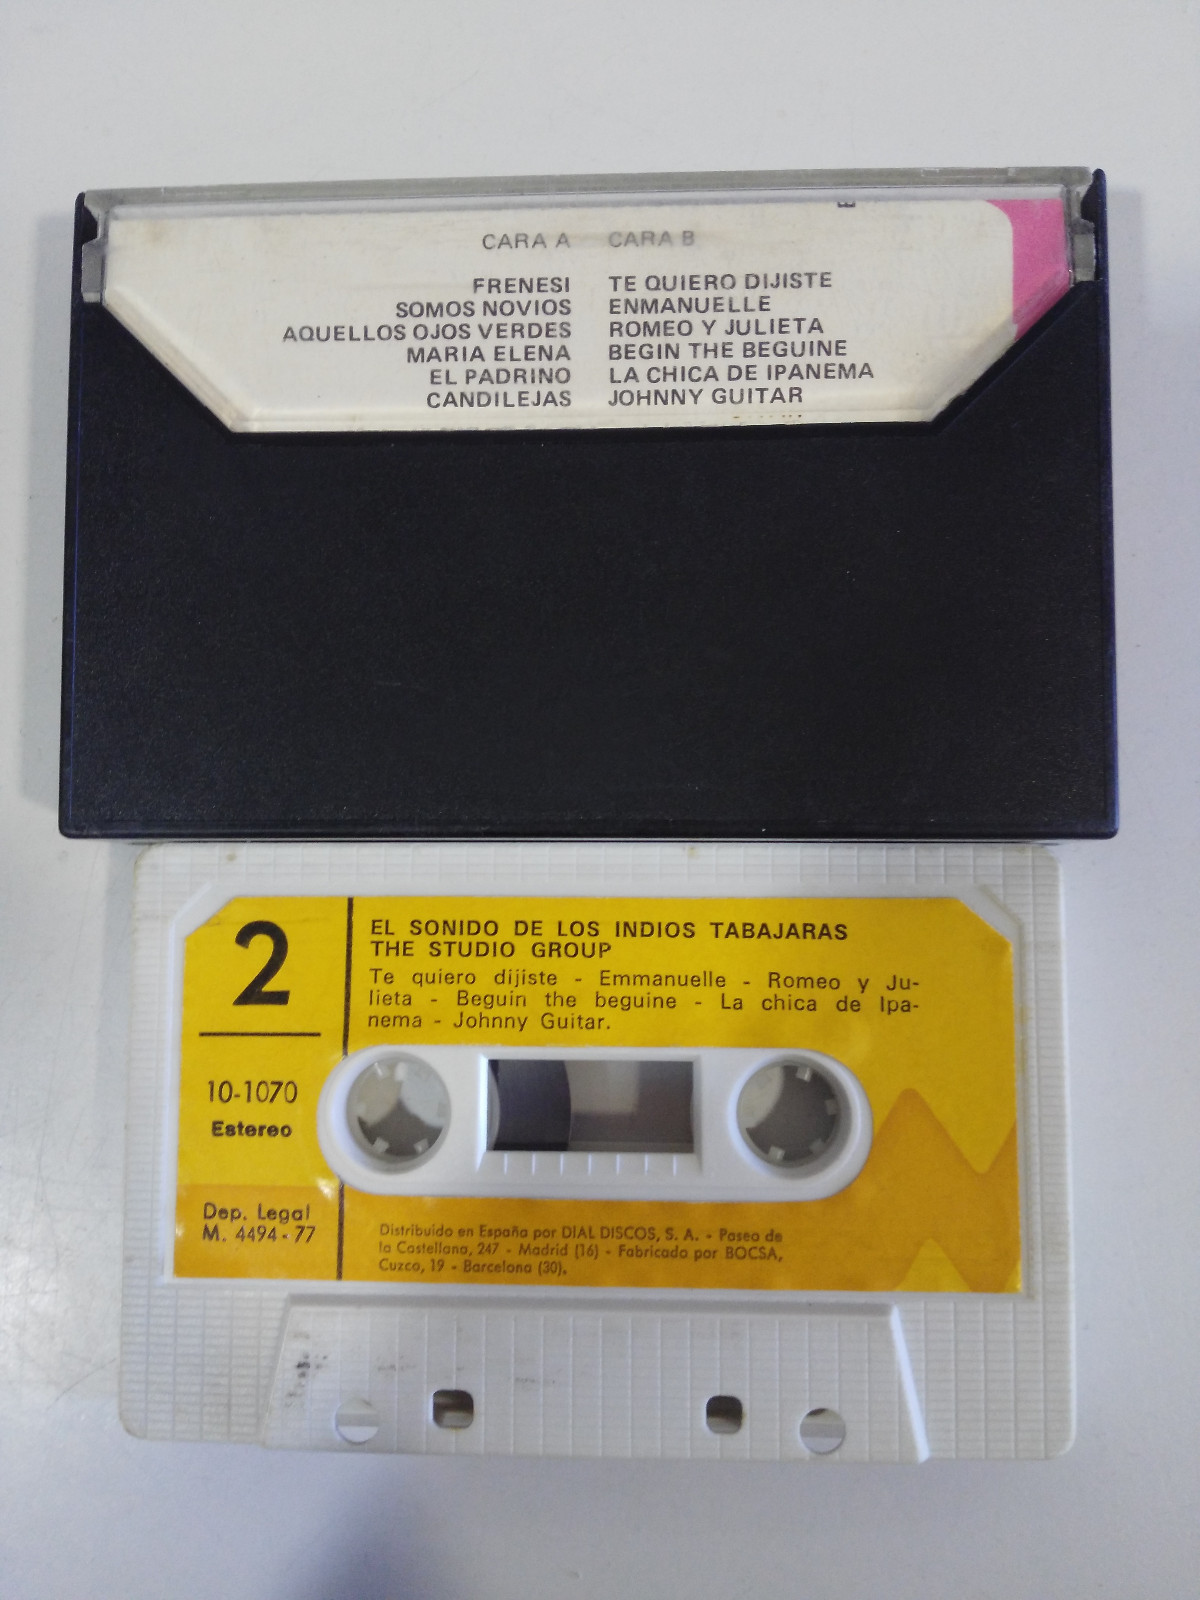 CARA A CARA B
FRENESI TE QUIERO DIJISTE
SOMOS NOVIOS ENMANUELLE
AQUELLOS OJOS VERDES ROMEO Y JULIETA
MARIA ELENA BEGIN THE BEGUINE
EL PADRINO LA CHICA DE IPANEMA
CANDILEJAS JOHNNY GUITAR
2
10-1070
Estereo
Dep. Legal
M. 4494-77
EL SONIDO DE LOS INDIOS TABAJARAS
THE STUDIO GROUP
Te quiero dijiste - Emmanuelle - Romeo y Ju-
lieta - Beguin the beguine - La chica de Ipa-
nema - Johnny Guitar.
Distribuido en España por DIAL DISCOS, S. A. - Paseo de
la Castellana, 247 - Madrid (16) - Fabricado por BOCSA,
Cuzco, 19 - Barcelona (30).